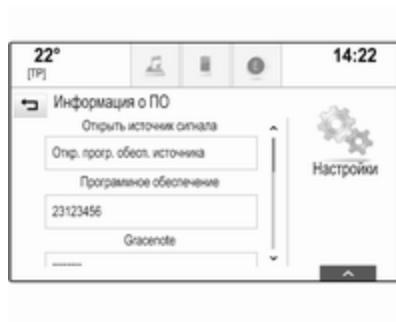 22°
14:22
[TP]
Информация о ПО
Открыть источник сигнала
Откр. прогр. обесп. источника
Настройки
Программное обеспечение
23123456
Gracenote